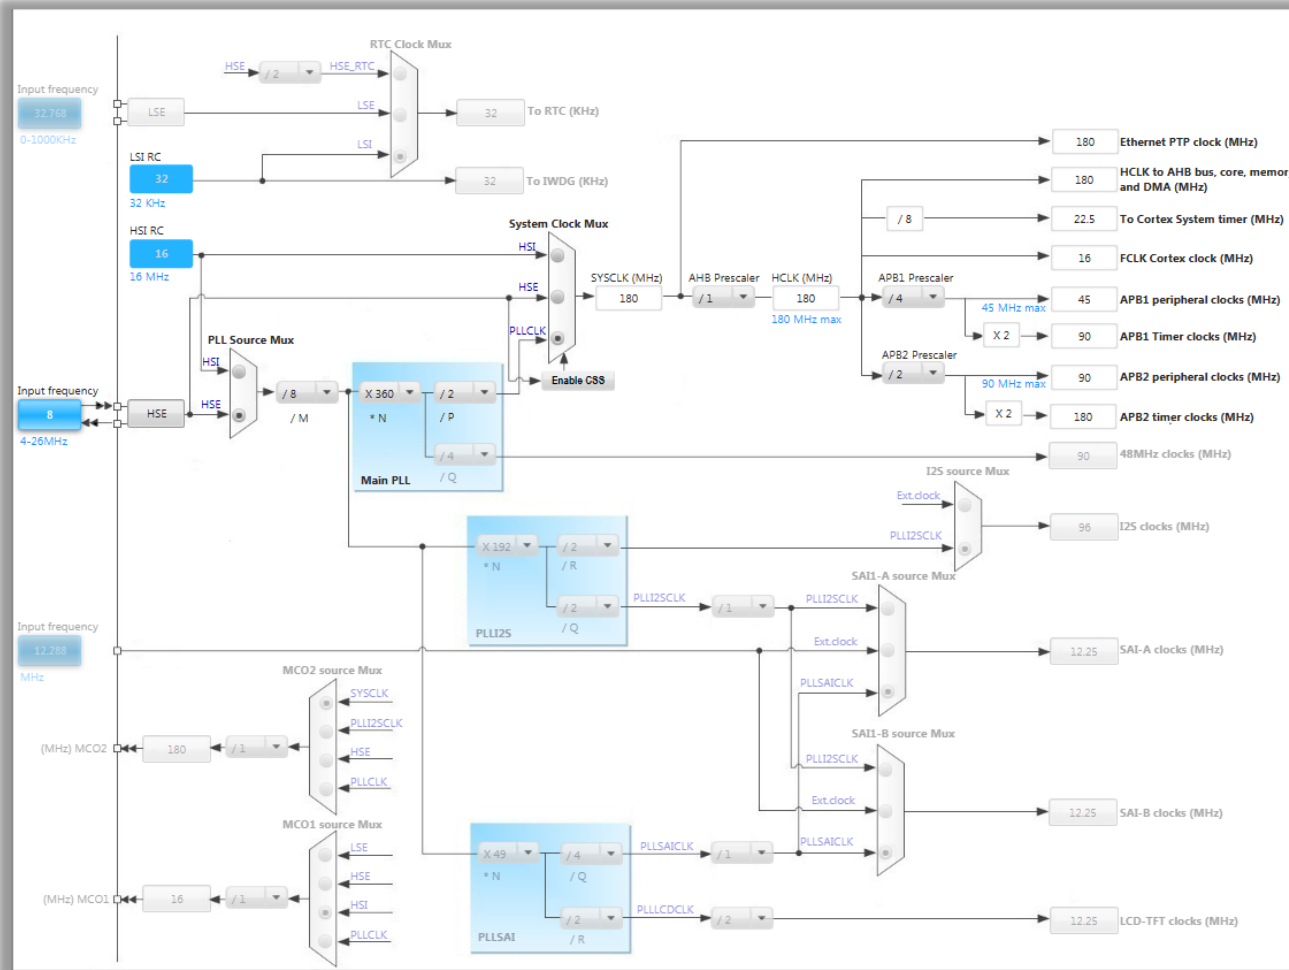 RTC Clock Mux
HSE
/ 2
HSE_RTC
Input frequency
32.768
0-1000KHz
LSE
LSE
32
To RTC (KHz)
LSI
LSI RC
32
32 KHz
32
To IWDG (KHz)
180
Ethernet PTP clock (MHz)
180
HCLK to AHB bus, core, memor
and DMA (MHz)
/ 8
22.5
To Cortex System timer (MHz)
System Clock Mux
HSI RC
16
16 MHz
HSI
16
FCLK Cortex clock (MHz)
HSE
SYSCLK (MHz)
180
AHB Prescaler
/ 1
HCLK (MHz)
180
180 MHz max
APB1 Prescaler
/ 4
45 MHz max
45
APB1 peripheral clocks (MHz)
X 2
90
APB1 Timer clocks (MHz)
PLLCLK
PLL Source Mux
HSI
Enable CSS
APB2 Prescaler
/ 2
90 MHz max
90
APB2 peripheral clocks (MHz)
X 2
180
APB2 timer clocks (MHz)
Input frequency
8
4-26MHz
HSE
HSE
/ 8
/ M
X 360
* N
/ 2
/ P
/ 4
/ Q
Main PLL
90
48MHz clocks (MHz)
I2S source Mux
Ext.clock
PLLI2SCLK
96
I2S clocks (MHz)
X 192
* N
/ 2
/ R
/ 2
/ Q
PLLI2S
PLLI2SCLK
/ 1
SAI1-A source Mux
PLLI2SCLK
Ext.clock
PLLSAICLK
12.25
SAI-A clocks (MHz)
Input frequency
12.288
MHz
MCO2 source Mux
SYSCLK
PLLI2SCLK
HSE
PLLCLK
(MHz) MCO2
180
/ 1
SAI1-B source Mux
PLLI2SCLK
Ext.clock
PLLSAICLK
12.25
SAI-B clocks (MHz)
MCO1 source Mux
LSE
HSE
HSI
PLLCLK
(MHz) MCO1
16
/ 1
X 49
* N
/ 4
/ Q
/ 2
/ R
PLLSAI
PLLSAICLK
/ 1
PLLLCDCLK
/ 2
12.25
LCD-TFT clocks (MHz)